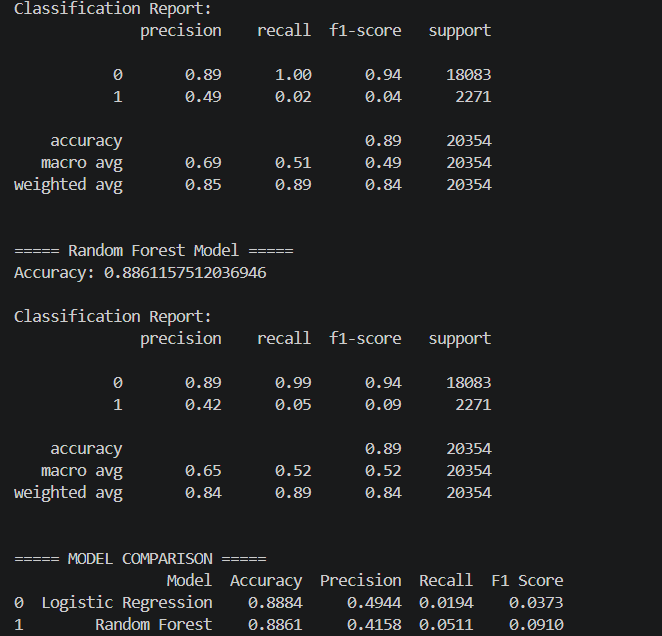 Classification Report:
precision recall f1-score support
0 0.89 1.00 0.94 18083
1 0.49 0.02 0.04 2271
accuracy 0.89 20354
macro avg 0.69 0.51 0.49 20354
weighted avg 0.85 0.89 0.84 20354
===== Random Forest Model =====
Accuracy: 0.8861157512036946
Classification Report:
precision recall f1-score support
0 0.89 0.99 0.94 18083
1 0.42 0.05 0.09 2271
accuracy 0.89 20354
macro avg 0.65 0.52 0.52 20354
weighted avg 0.84 0.89 0.84 20354
===== MODEL COMPARISON =====
Model Accuracy Precision Recall F1 Score
0 Logistic Regression 0.8884 0.4944 0.0194 0.0373
1 Random Forest 0.8861 0.4158 0.0511 0.0910